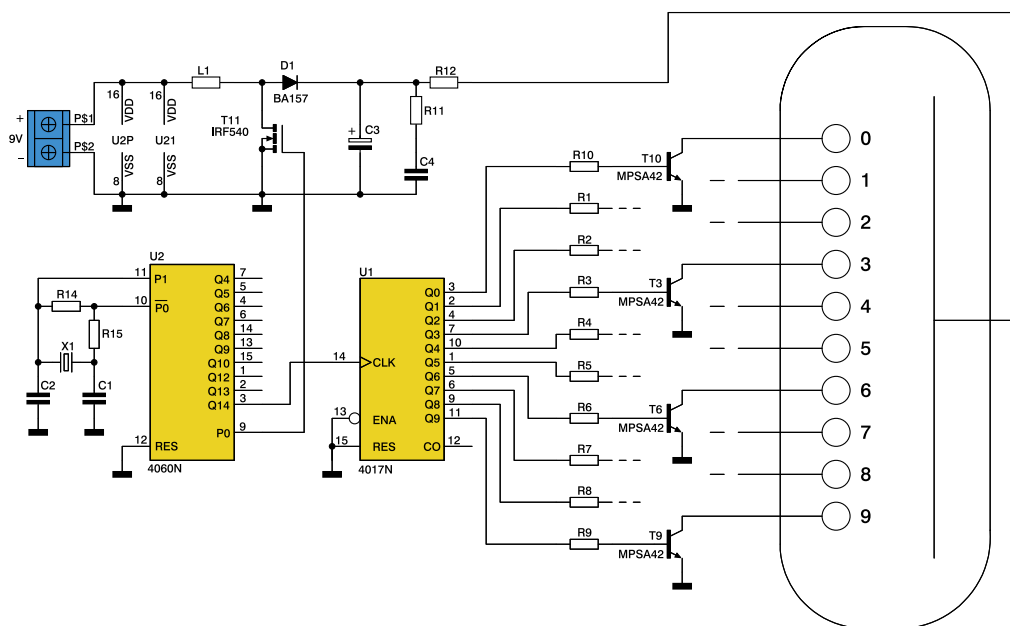 L1
D1
BA157
R12
16
VDD
16
VDD
+
9V
–
P$1
P$2
U2P
U21
VSS
8
VSS
8
T11
IRF540
+
C3
R11
C4
R10
T10
MPSA42
0
R1
1
R2
2
R3
T3
MPSA42
3
R4
4
R5
5
R6
T6
MPSA42
6
R7
7
R8
8
R9
T9
MPSA42
9
U2
11
P1
10
P0
12
RES
4060N
Q4
7
Q5
5
Q6
4
Q7
6
Q8
14
Q9
13
Q10
15
Q12
1
Q13
2
Q14
3
P0
9
R14
R15
X1
C2
C1
U1
14
CLK
13
ENA
15
RES
4017N
Q0
3
Q1
2
Q2
4
Q3
7
Q4
10
Q5
1
Q6
5
Q7
6
Q8
9
Q9
11
CO
12